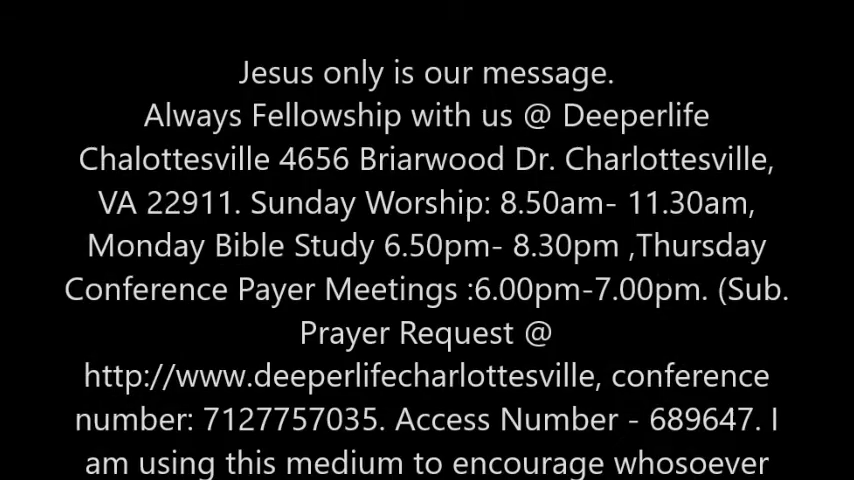 Jesus only is our message.
Always Fellowship with us @ Deeperlife
Chalottesville 4656 Briarwood Dr. Charlottesville,
VA 22911. Sunday Worship: 8.50am- 11.30am,
Monday Bible Study 6.50pm- 8.30pm ,Thursday
Conference Payer Meetings :6.00pm-7.00pm. (Sub.
Prayer Request @
http://www.deeperlifecharlottesville, conference
number: 7127757035. Access Number - 689647. I
am using this medium to encourage whosoever